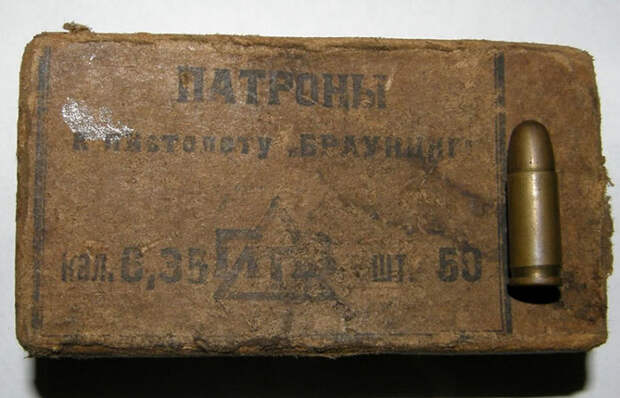 ПАТРОНЫ
к пистолету „БРАУНИНГ“
кал. 6,35 шт. 50